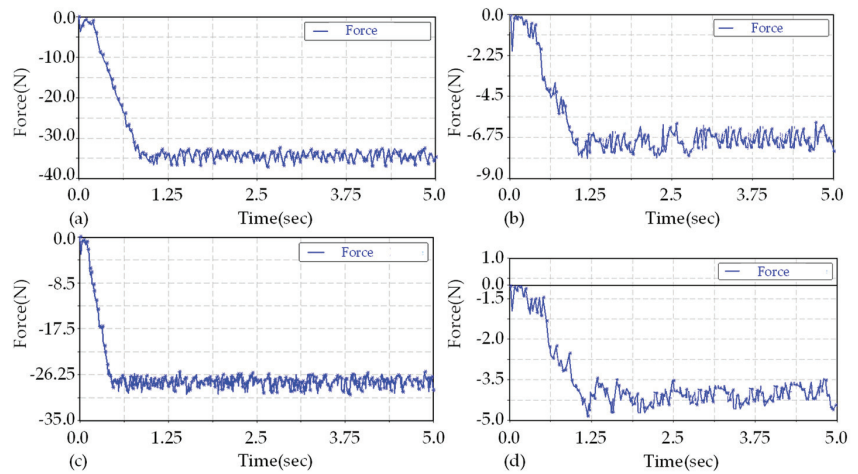 0.0
-10.0
-20.0
-30.0
-40.0
Force(N)
Force
0.0 1.25 2.5 3.75 5.0
(a) Time(sec)
0.0
-2.25
-4.5
-6.75
-9.0
Force(N)
Force
0.0 1.25 2.5 3.75 5.0
(b) Time(sec)
0.0
-8.5
-17.5
-26.25
-35.0
Force(N)
Force
0.0 1.25 2.5 3.75 5.0
(c) Time(sec)
1.0
0.0
-1.5
-2.0
-3.5
-5.0
Force(N)
Force
0.0 1.25 2.5 3.75 5.0
(d) Time(sec)